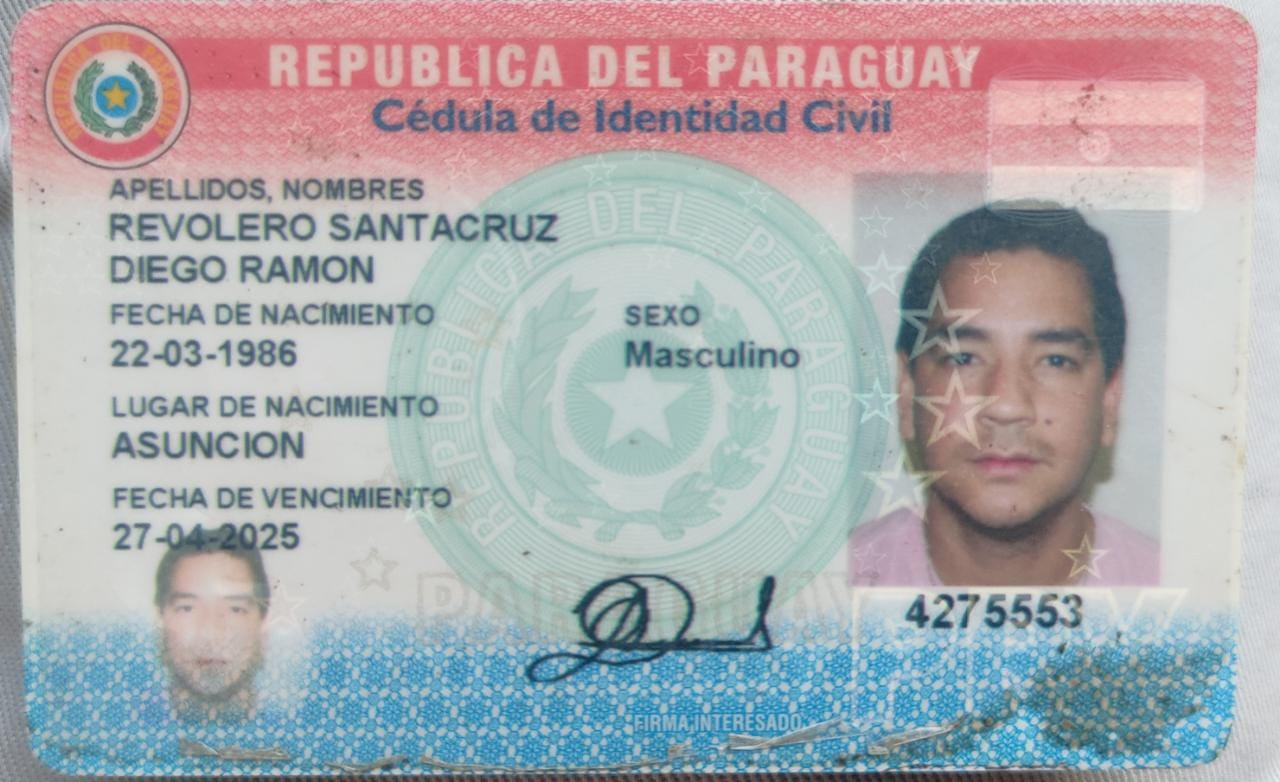 REPUBLICA DEL PARAGUAY
Cédula de Identidad Civil
REPUBLICA DEL PARAGUAY
APELLIDOS, NOMBRES
REVOLERO SANTACRUZ
DIEGO RAMON
FECHA DE NACIMIENTO
22-03-1986
SEXO
Masculino
LUGAR DE NACIMIENTO
ASUNCION
FECHA DE VENCIMIENTO
27-04-2025
REPUBLICA DEL PARAGUAY
PARAGUAY
4275553
FIRMA INTERESADO